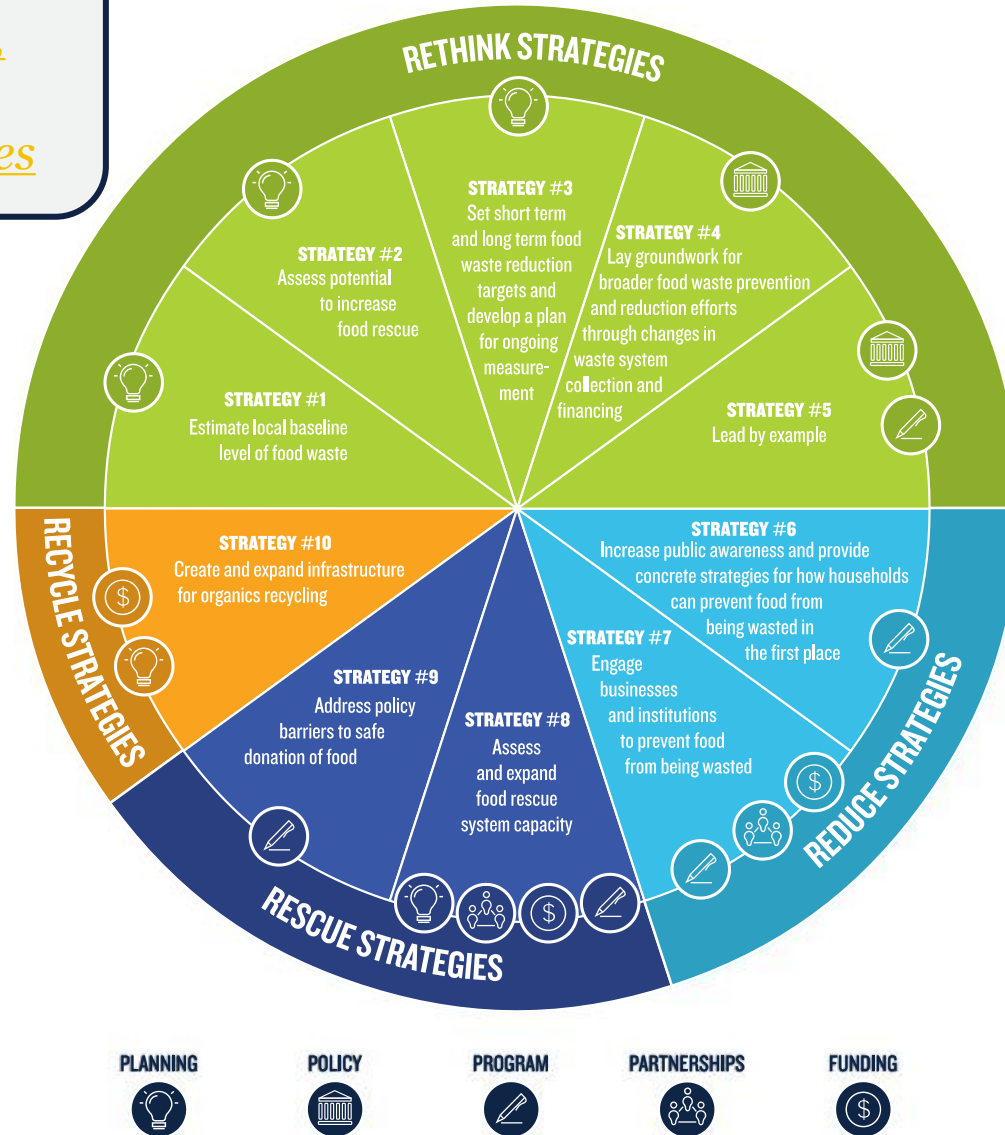 es
RETHINK STRATEGIES
STRATEGY #1
Estimate local baseline
level of food waste
STRATEGY #2
Assess potential
to increase
food rescue
STRATEGY #3
Set short term
and long term food
waste reduction
targets and
develop a plan
for ongoing
measure-
ment
STRATEGY #4
Lay groundwork for
broader food waste prevention
and reduction efforts
through changes in
waste system
collection and
financing
STRATEGY #5
Lead by example
REDUCE STRATEGIES
STRATEGY #6
Increase public awareness and provide
concrete strategies for how households
can prevent food from
being wasted in
the first place
STRATEGY #7
Engage
businesses
and institutions
to prevent food
from being wasted
RESCUE STRATEGIES
STRATEGY #8
Assess
and expand
food rescue
system capacity
STRATEGY #9
Address policy
barriers to safe
donation of food
RECYCLE STRATEGIES
STRATEGY #10
Create and expand infrastructure
for organics recycling
$
$
$
PLANNING
POLICY
PROGRAM
PARTNERSHIPS
FUNDING
$